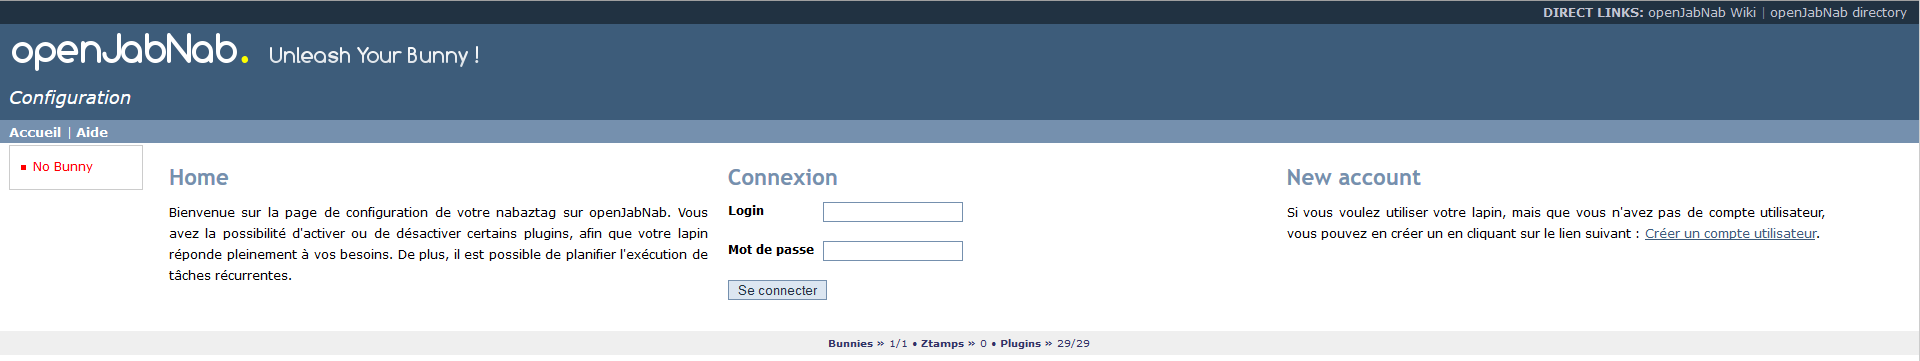 DIRECT LINKS: openJabNab Wiki | openJabNab directory
openJabNab. Unleash Your Bunny !
Configuration
Accueil | Aide
No Bunny
Home
Bienvenue sur la page de configuration de votre nabaztag sur openJabNab. Vous
avez la possibilité d'activer ou de désactiver certains plugins, afin que votre lapin
réponde pleinement à vos besoins. De plus, il est possible de planifier l'exécution de
tâches récurrentes.
Connexion
Login
Mot de passe
Se connecter
New account
Si vous voulez utiliser votre lapin, mais que vous n'avez pas de compte utilisateur,
vous pouvez en créer un en cliquant sur le lien suivant : Créer un compte utilisateur.
Bunnies » 1/1 • Ztamps » 0 • Plugins » 29/29